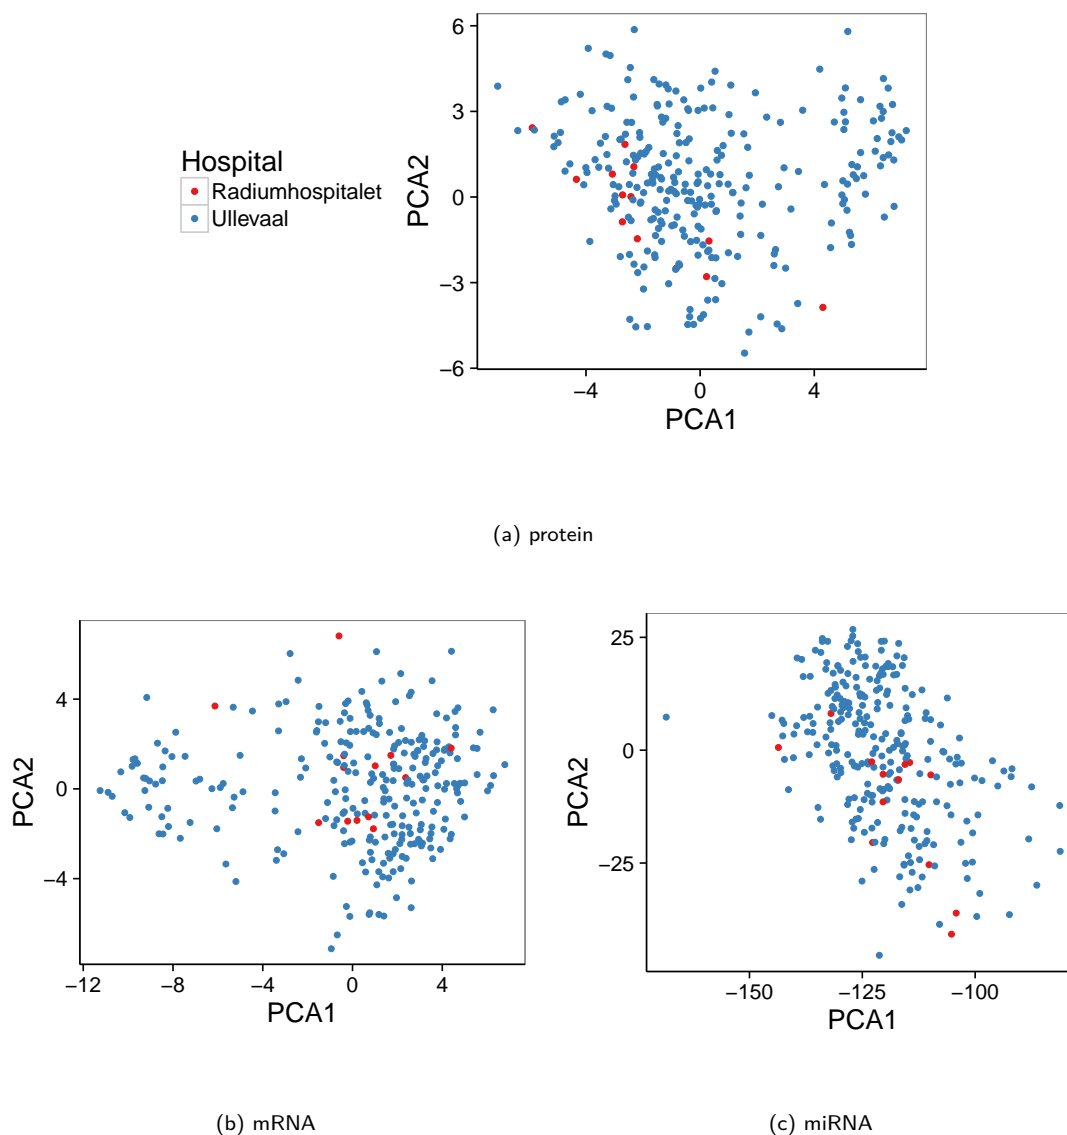 Hospital
Radiumhospitalet
Ullevaal
PCA2
6
3
0
−3
−6
−4 0 4
PCA1
(a) protein
PCA2
4
0
−4
−12 −8 −4 0 4
PCA1
(b) mRNA
PCA2
25
0
−25
−150 −125 −100
PCA1
(c) miRNA